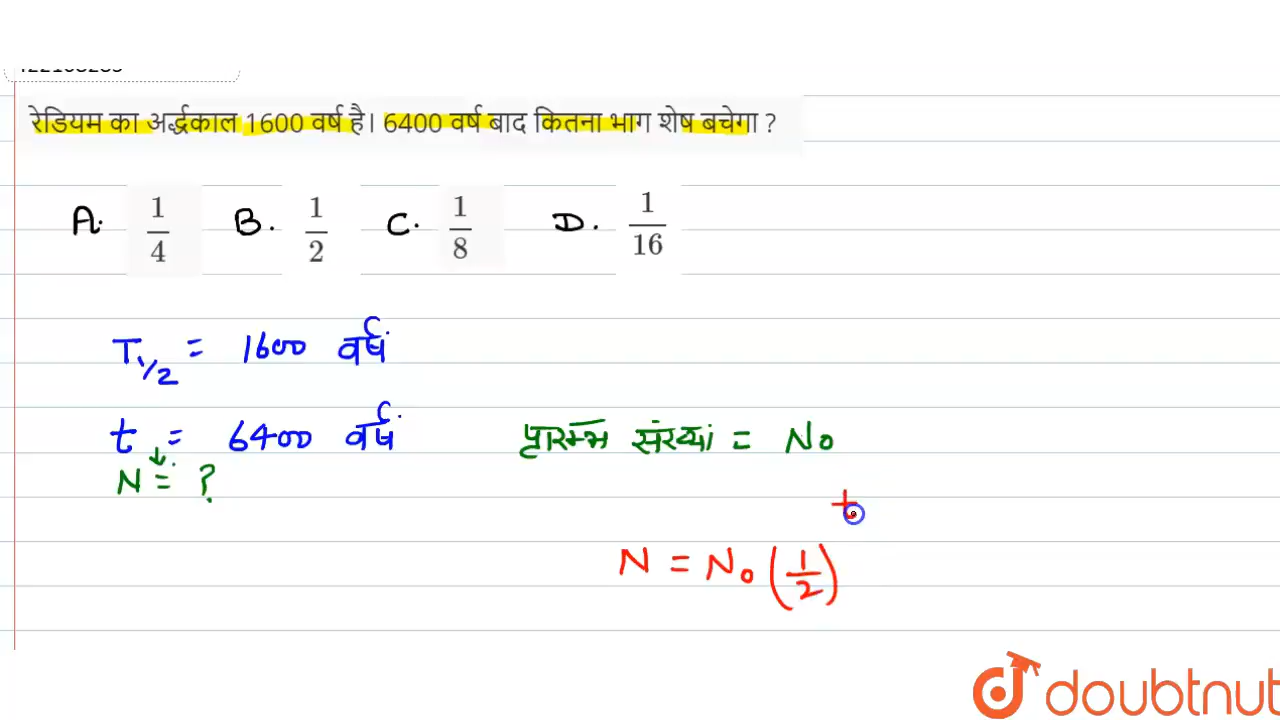 रेडियम का अर्द्धकाल 1600 वर्ष है। 6400 वर्ष बाद कितना भाग शेष बचेगा ?
A. 1/4 B. 1/2 C. 1/8 D. 1/16
T1/2 = 1600 वर्ष
t = 6400 वर्ष प्रारम्भ संख्या = N0
N = ?
t
N = N0 (1/2)
doubtnut